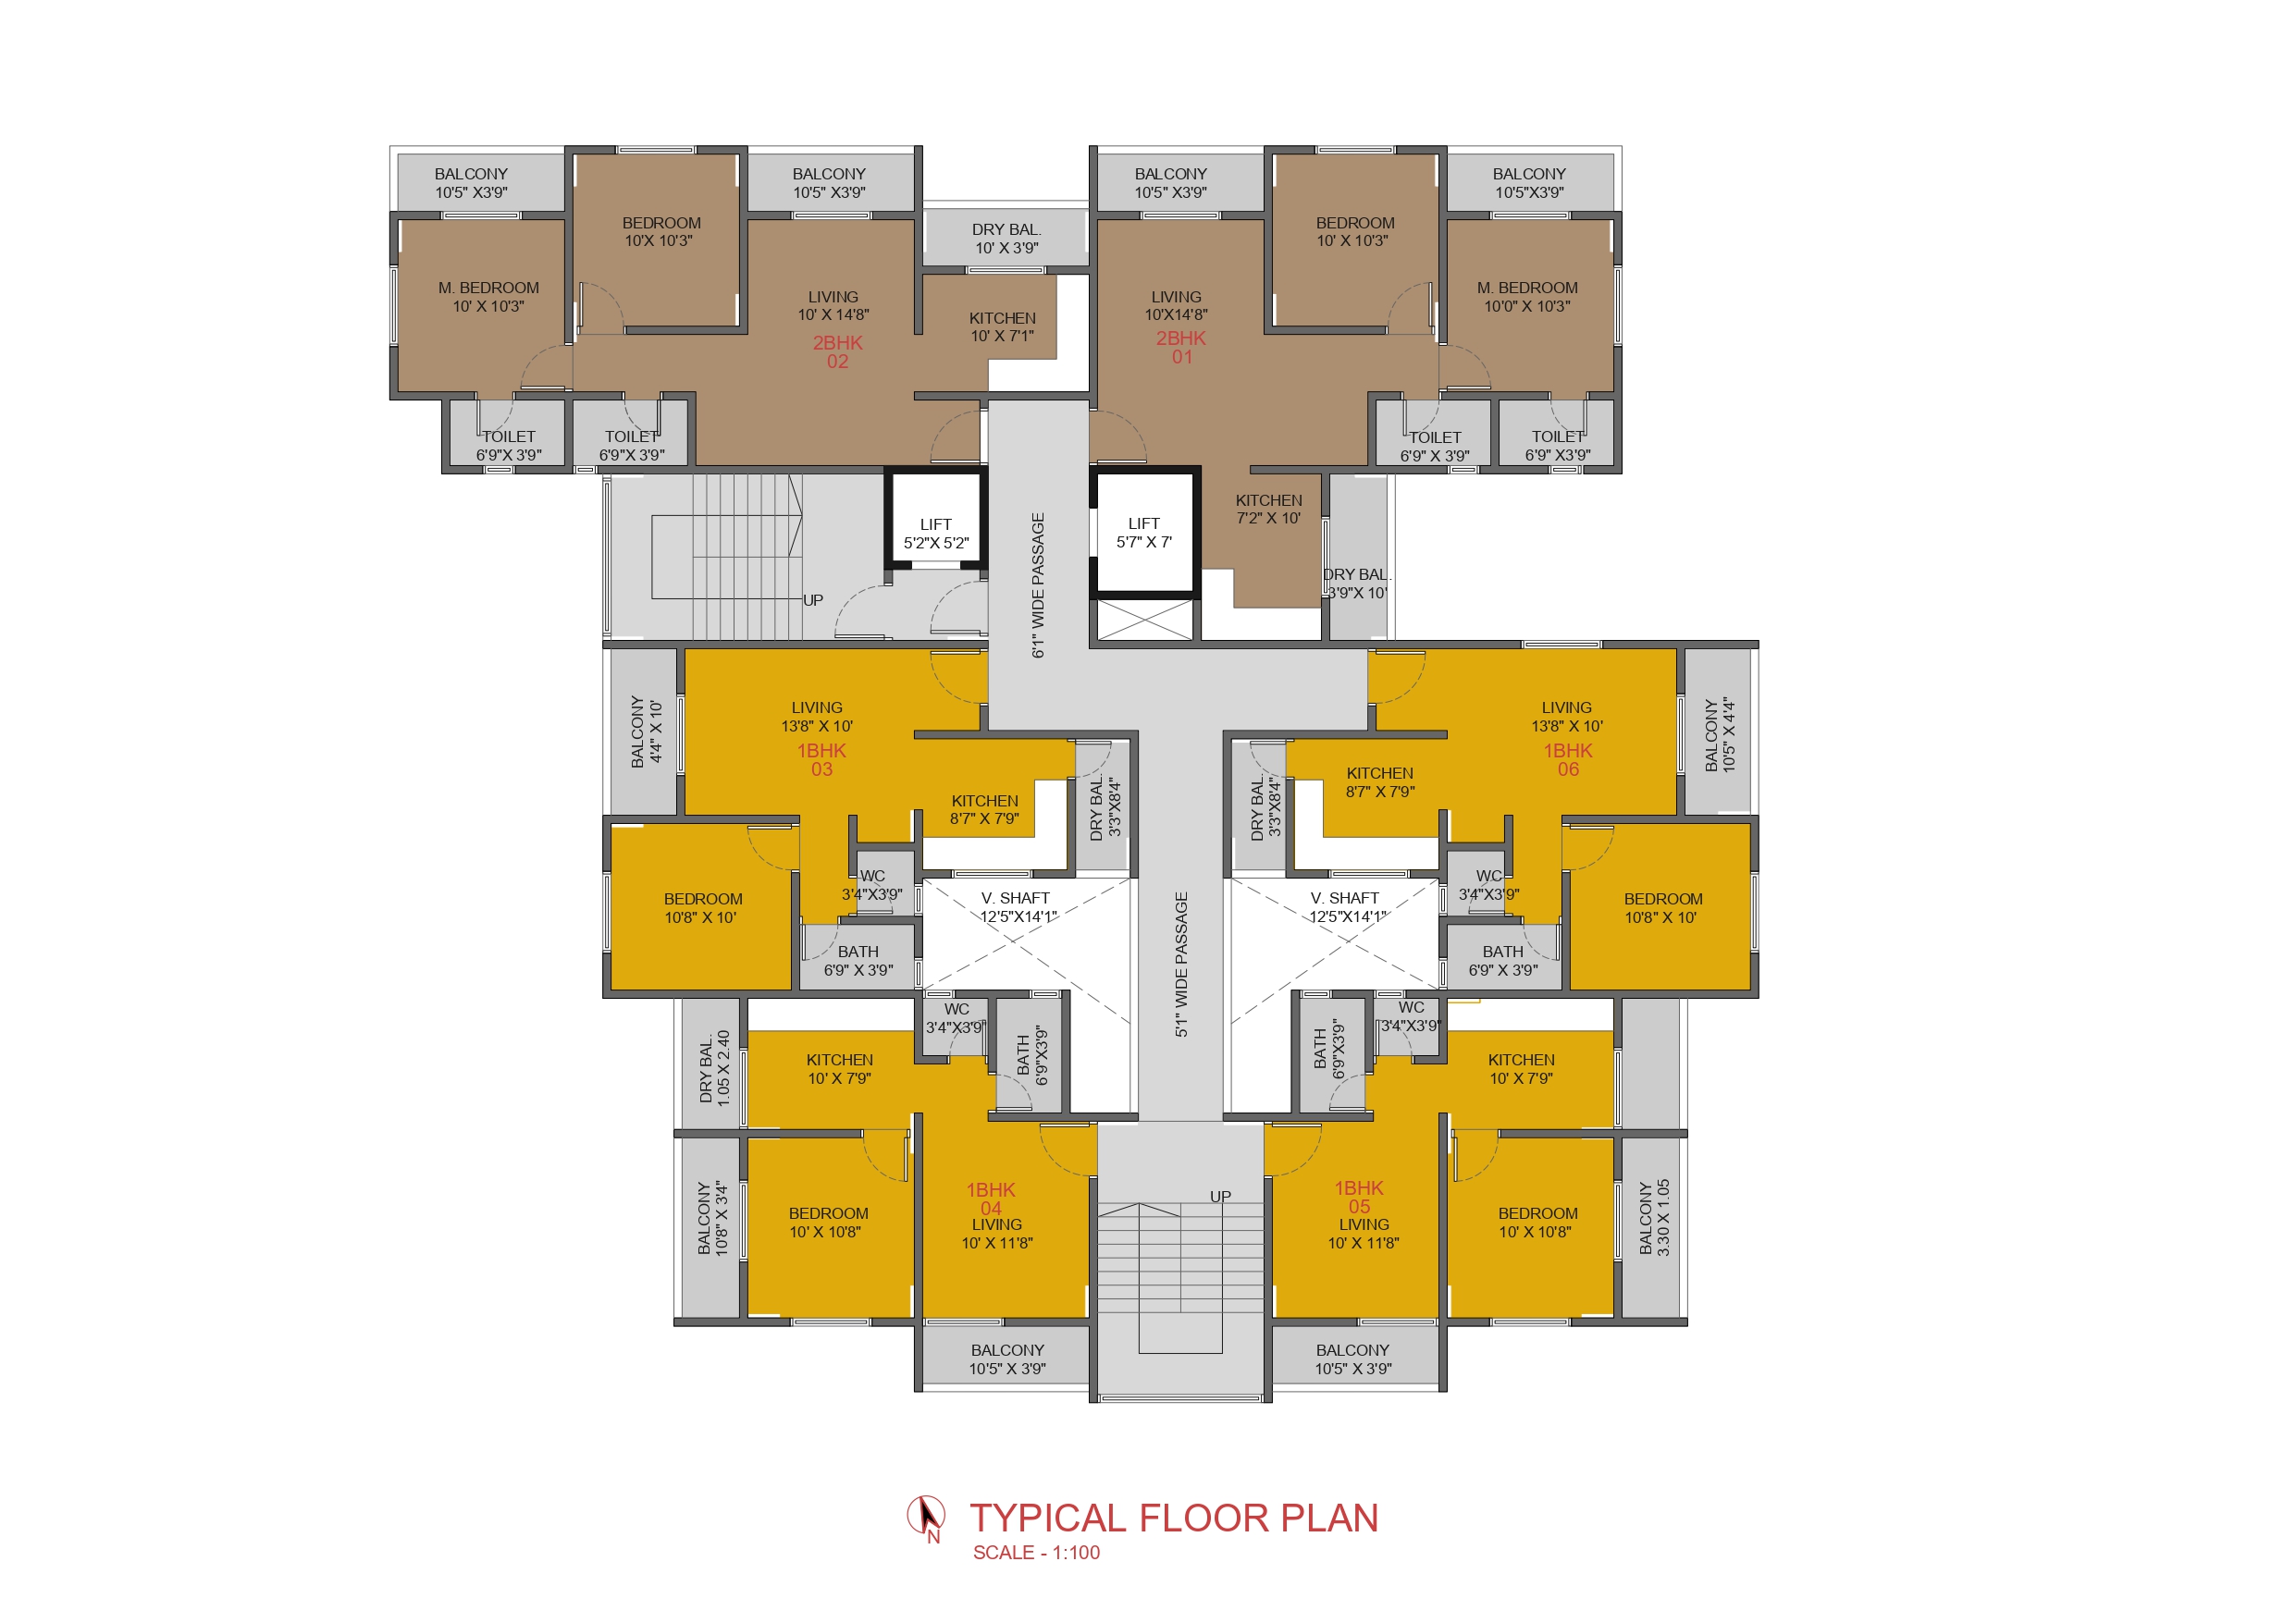 BALCONY
10'5" X3'9"
BEDROOM
10'X 10'3"
BALCONY
10'5" X3'9"
DRY BAL.
10' X 3'9"
BALCONY
10'5" X3'9"
BEDROOM
10' X 10'3"
BALCONY
10'5"X3'9"
M. BEDROOM
10' X 10'3"
LIVING
10' X 14'8"
2BHK
02
KITCHEN
10' X 7'1"
LIVING
10'X14'8"
2BHK
01
M. BEDROOM
10'0" X 10'3"
TOILET
6'9"X 3'9"
TOILET
6'9"X 3'9"
TOILET
6'9" X 3'9"
TOILET
6'9" X3'9"
LIFT
5'2"X 5'2"
6'1" WIDE PASSAGE
LIFT
5'7" X 7'
KITCHEN
7'2" X 10'
DRY BAL.
3'9"X 10'
UP
BALCONY
4'4" X 10'
LIVING
13'8" X 10'
1BHK
03
KITCHEN
8'7" X 7'9"
DRY BAL.
3'3"X8'4"
DRY BAL.
3'3"X8'4"
KITCHEN
8'7" X 7'9"
LIVING
13'8" X 10'
1BHK
06
BALCONY
10'5" X 4'4"
BEDROOM
10'8" X 10'
WC
3'4"X3'9"
BATH
6'9" X 3'9"
V. SHAFT
12'5"X14'1"
5'1" WIDE PASSAGE
V. SHAFT
12'5"X14'1"
WC
3'4"X3'9"
BATH
6'9" X 3'9"
BEDROOM
10'8" X 10'
DRY BAL.
1.05 X 2.40
KITCHEN
10' X 7'9"
WC
3'4"X3'9"
BATH
6'9"X3'9"
BATH
6'9"X3'9"
WC
3'4"X3'9"
KITCHEN
10' X 7'9"
BALCONY
10'8" X 3'4"
BEDROOM
10' X 10'8"
1BHK
04
LIVING
10' X 11'8"
UP
1BHK
05
LIVING
10' X 11'8"
BEDROOM
10' X 10'8"
BALCONY
3.30 X 1.05
BALCONY
10'5" X 3'9"
BALCONY
10'5" X 3'9"
N
TYPICAL FLOOR PLAN
SCALE - 1:100